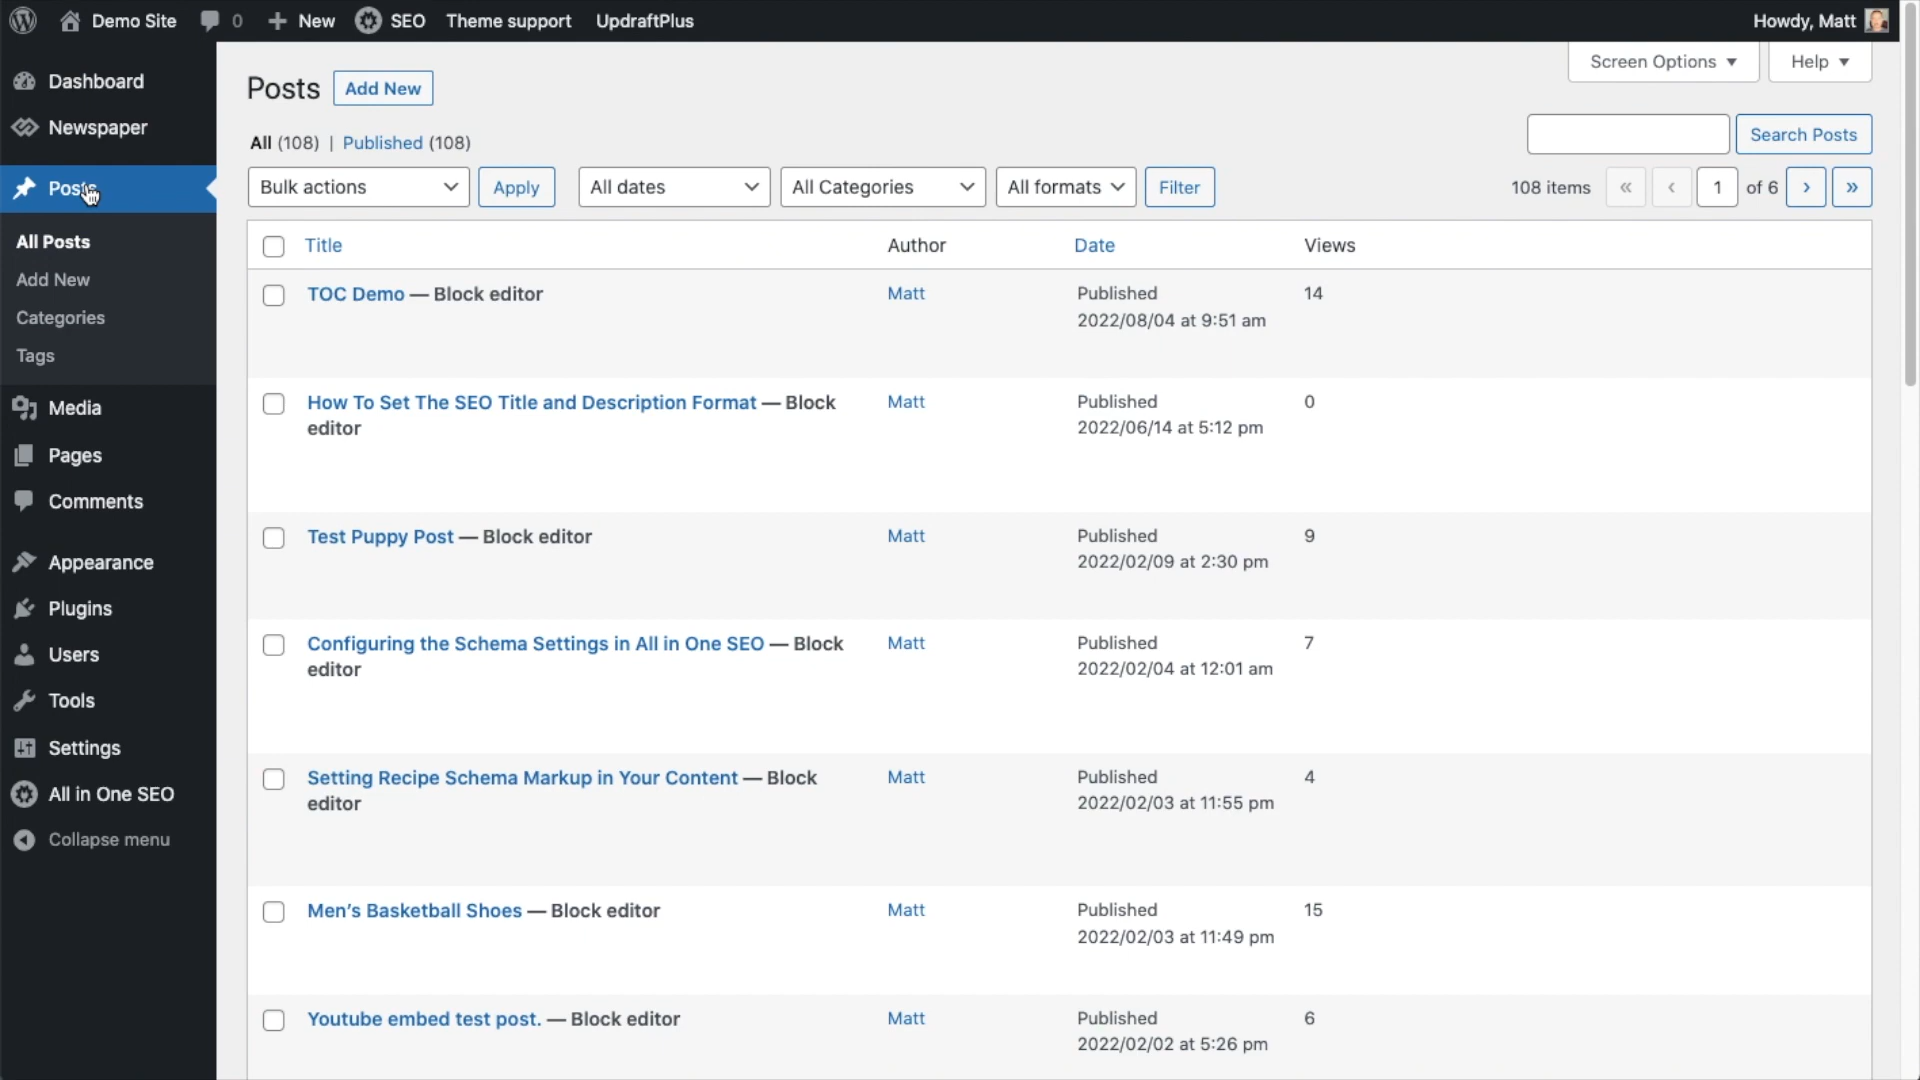 Demo Site 0 New SEO Theme support UpdraftPlus Howdy, Matt
Dashboard
Newspaper
Posts
All Posts
Add New
Categories
Tags
Media
Pages
Comments
Appearance
Plugins
Users
Tools
Settings
All in One SEO
Collapse menu
Screen Options ▼ Help ▼
Posts Add New
All (108) | Published (108)
Search Posts
Bulk actions Apply All dates All Categories All formats Filter 108 items « ‹ 1 of 6 › »
Title Author Date Views
TOC Demo — Block editor Matt Published 14
2022/08/04 at 9:51 am
How To Set The SEO Title and Description Format — Block Matt Published 0
editor 2022/06/14 at 5:12 pm
Test Puppy Post — Block editor Matt Published 9
2022/02/09 at 2:30 pm
Configuring the Schema Settings in All in One SEO — Block Matt Published 7
editor 2022/02/04 at 12:01 am
Setting Recipe Schema Markup in Your Content — Block Matt Published 4
editor 2022/02/03 at 11:55 pm
Men’s Basketball Shoes — Block editor Matt Published 15
2022/02/03 at 11:49 pm
Youtube embed test post. — Block editor Matt Published 6
2022/02/02 at 5:26 pm